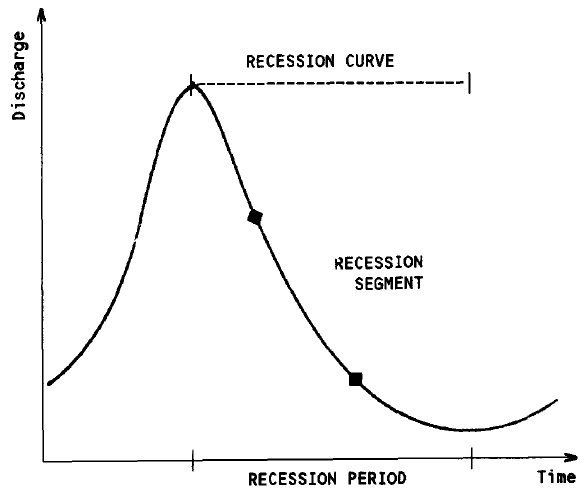 RECESSION CURVE
Discharge
RECESSION
SEGMENT
RECESSION PERIOD
Time